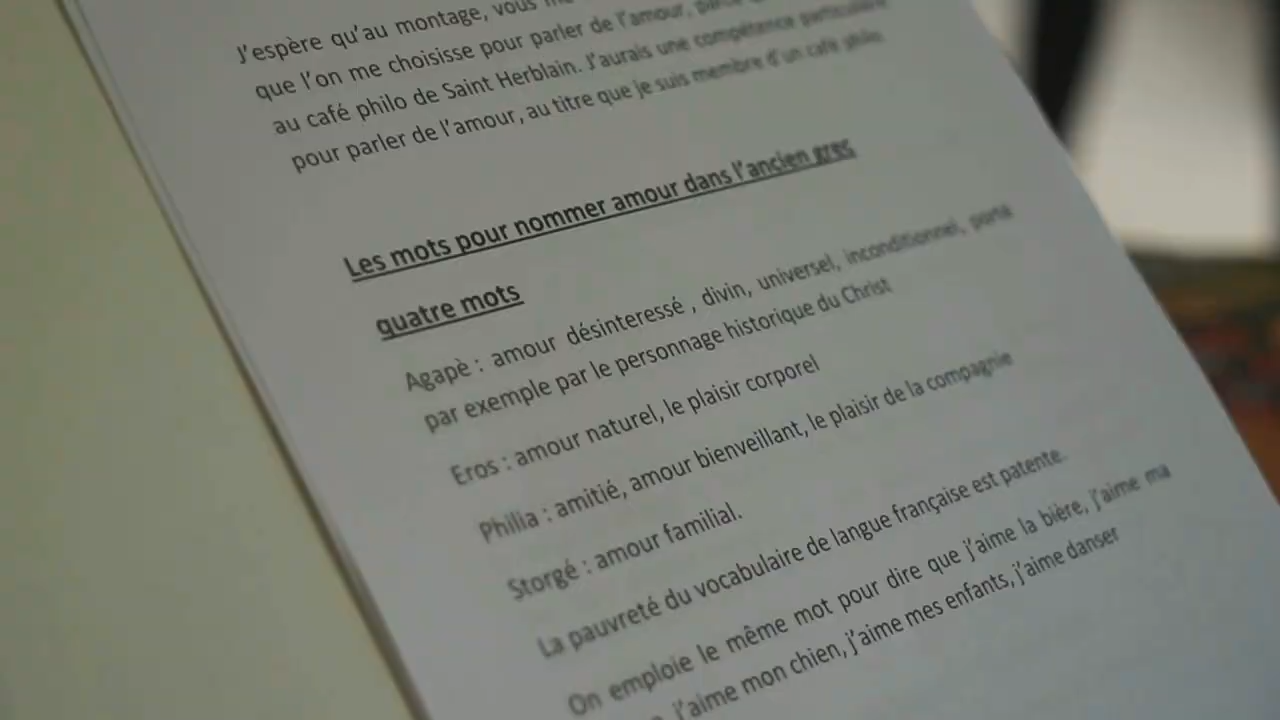 J'espère qu'au montage, vous
que l'on me choisisse pour parler de l'amour,
au café philo de Saint Herblain. J'aurais une compétence particulière
pour parler de l'amour, au titre que je suis membre d'un café philo
Les mots pour nommer amour dans l'ancien grec
quatre mots
Agapè : amour désinteressé , divin, universel, inconditionnel, porté
par exemple par le personnage historique du Christ
Eros : amour naturel, le plaisir corporel
Philia : amitié, amour bienveillant, le plaisir de la compagnie
Storgé : amour familial.
La pauvreté du vocabulaire de langue française est patente.
On emploie le même mot pour dire que j'aime la bière, j'aime ma
j'aime mon chien, j'aime mes enfants, j'aime danser